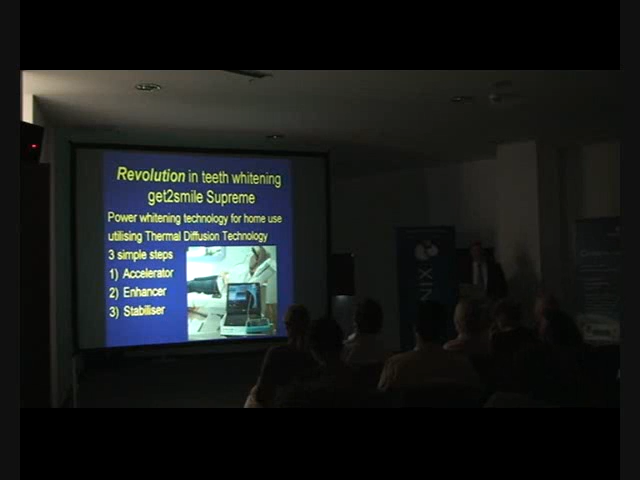 Revolution in teeth whitening
get2smile Supreme
Power whitening technology for home use
utilising Thermal Diffusion Technology
3 simple steps
1) Accelerator
2) Enhancer
3) Stabiliser
NIX